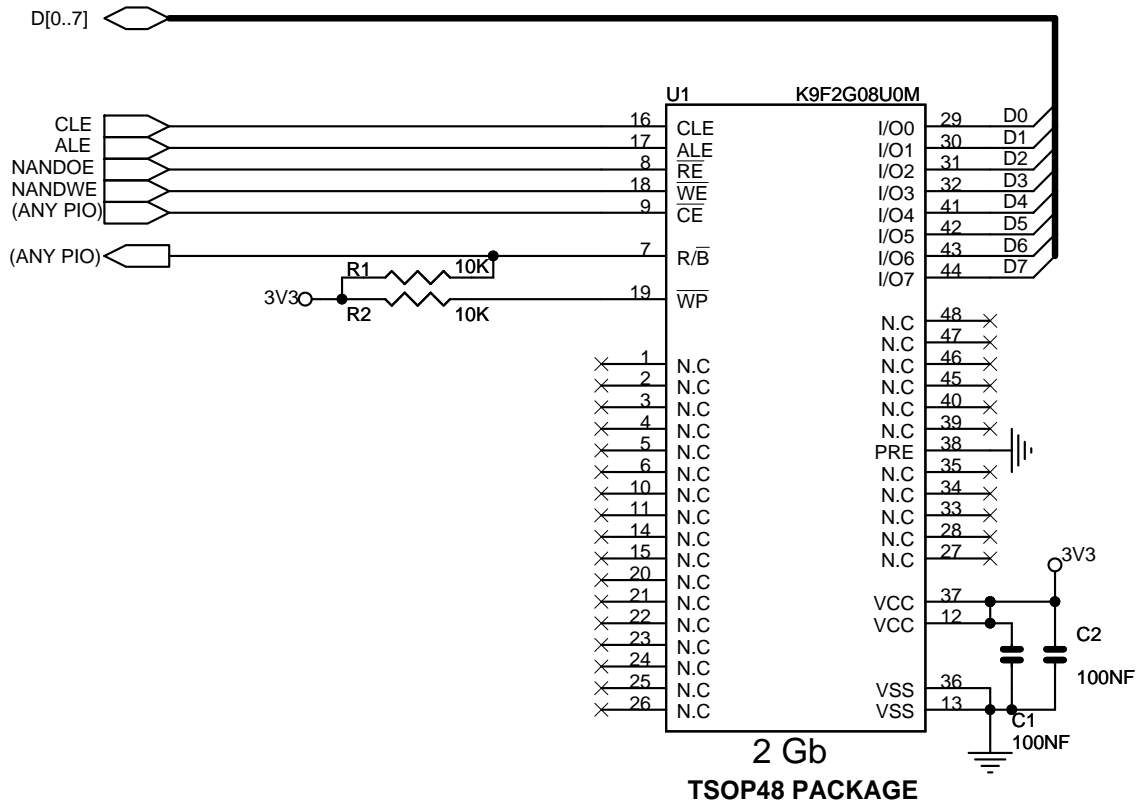 D[0..7]
U1 K9F2G08U0M
CLE 16 CLE I/O0 29 D0
ALE 17 ALE I/O1 30 D1
NANDOE 8 RE I/O2 31 D2
NANDWE 18 WE I/O3 32 D3
(ANY PIO) 9 CE I/O4 41 D4
I/O5 42 D5
(ANY PIO) 7 R/B I/O6 43 D6
R1 10K I/O7 44 D7
3V3 19 WP
R2 10K
N.C 48
N.C 47
1 N.C N.C 46
2 N.C N.C 45
3 N.C N.C 40
4 N.C N.C 39
5 N.C PRE 38
6 N.C N.C 35
10 N.C N.C 34
11 N.C N.C 33
14 N.C N.C 28
15 N.C N.C 27
3V3
20 N.C
21 N.C VCC 37
22 N.C VCC 12
23 N.C C2
24 N.C 100NF
25 N.C VSS 36
26 N.C VSS 13
C1
100NF
2 Gb
TSOP48 PACKAGE